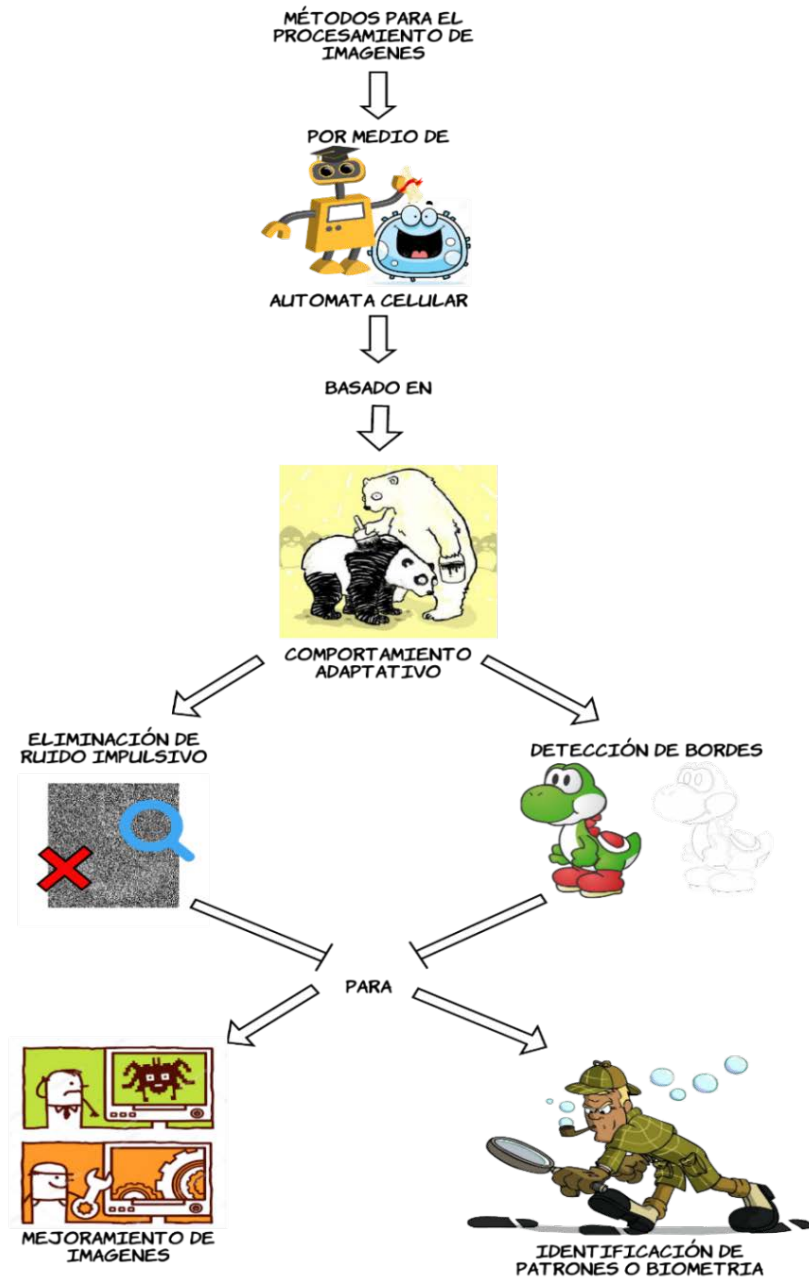 MÉTODOS PARA EL
PROCESAMIENTO DE
IMAGENES
POR MEDIO DE
AUTOMATA CELULAR
BASADO EN
COMPORTAMIENTO
ADAPTATIVO
ELIMINACIÓN DE
RUIDO IMPULSIVO
DETECCIÓN DE BORDES
PARA
MEJORAMIENTO DE
IMAGENES
IDENTIFICACIÓN DE
PATRONES O BIOMETRIA